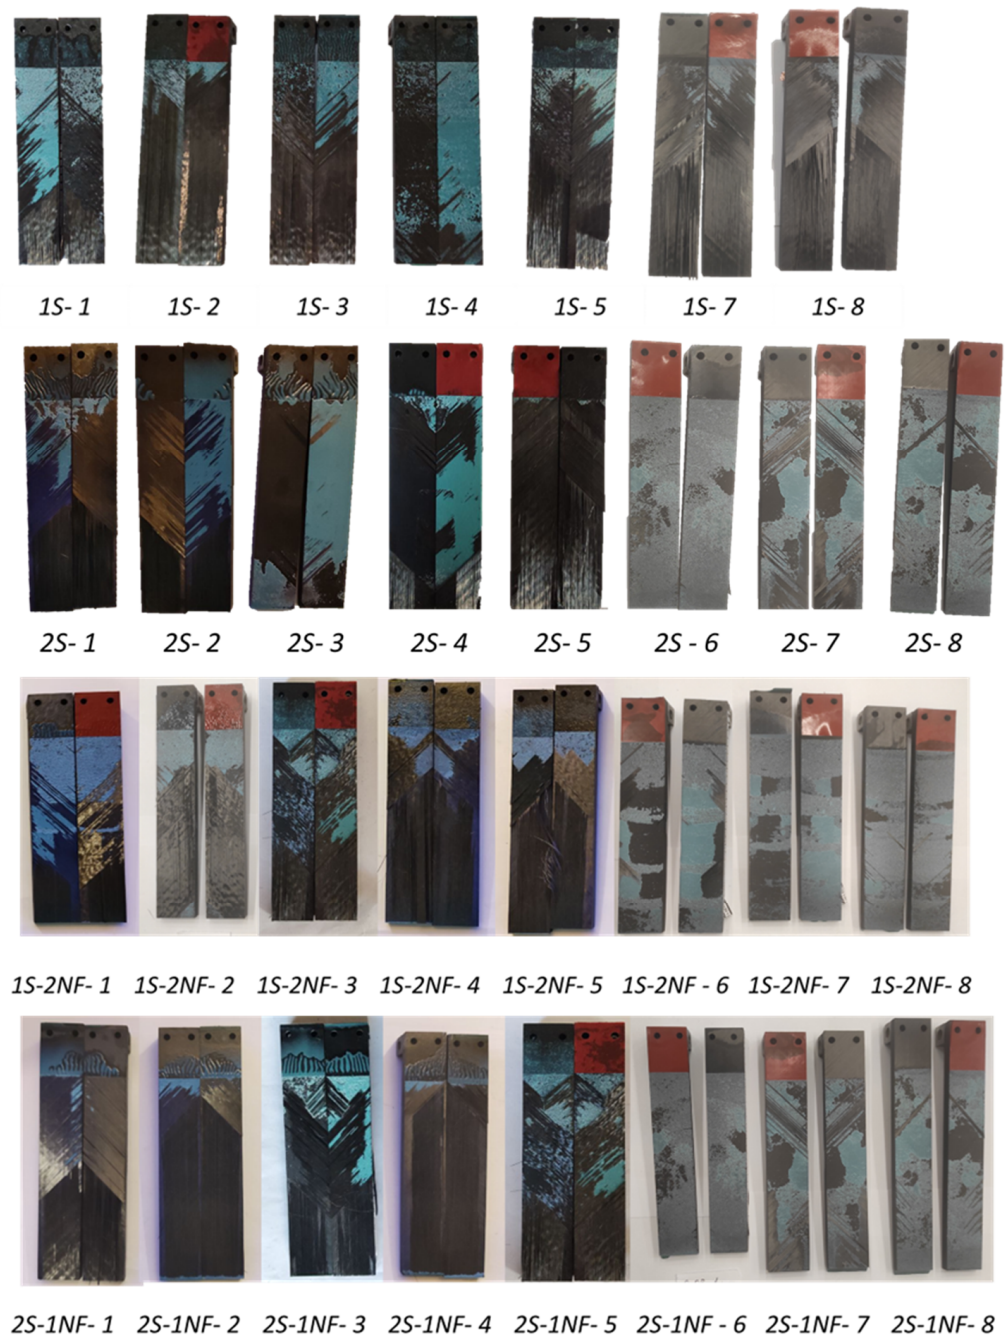 1S- 1 1S- 2 1S- 3 1S- 4 1S- 5 1S- 7 1S- 8
2S- 1 2S- 2 2S- 3 2S- 4 2S- 5 2S - 6 2S- 7 2S- 8
1S-2NF- 1 1S-2NF- 2 1S-2NF- 3 1S-2NF- 4 1S-2NF- 5 1S-2NF - 6 1S-2NF- 7 1S-2NF- 8
2S-1NF- 1 2S-1NF- 2 2S-1NF- 3 2S-1NF- 4 2S-1NF- 5 2S-1NF - 6 2S-1NF- 7 2S-1NF- 8